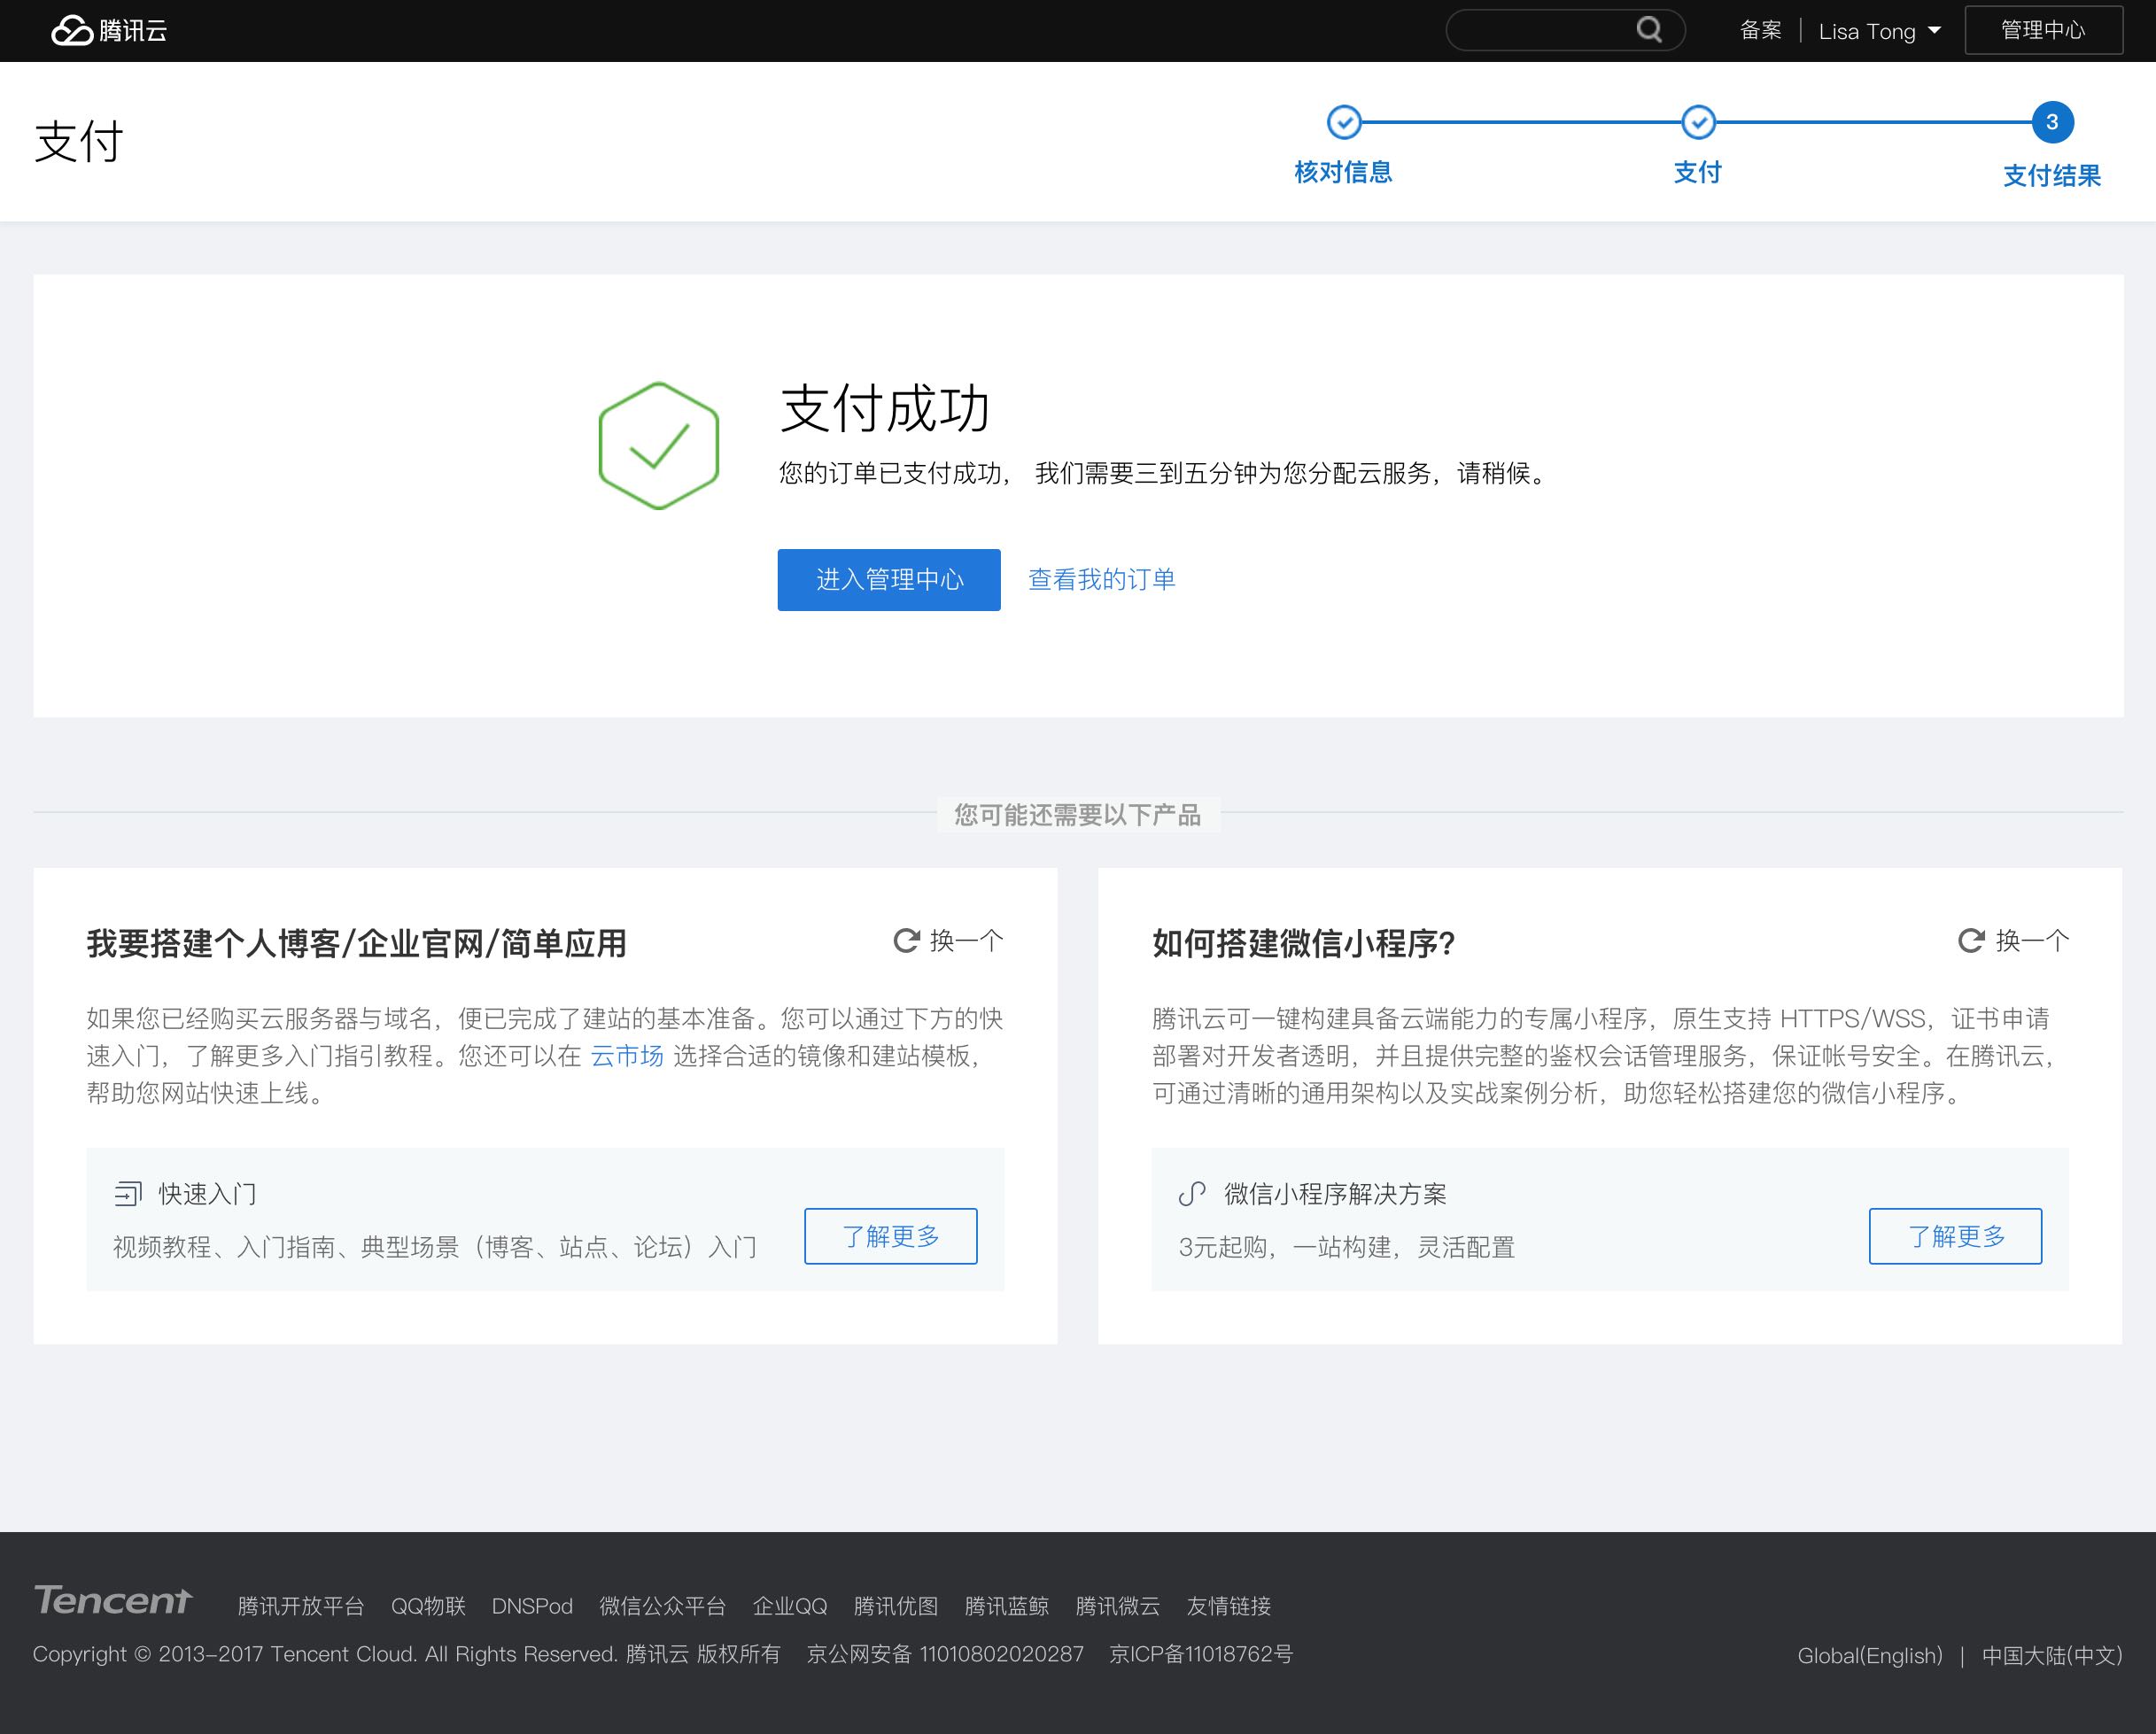 腾讯云
备案 | Lisa Tong 管理中心
支付
核对信息 支付 3 支付结果
支付成功
您的订单已支付成功， 我们需要三到五分钟为您分配云服务，请稍候。
进入管理中心 查看我的订单
您可能还需要以下产品
我要搭建个人博客/企业官网/简单应用 换一个
如果您已经购买云服务器与域名，便已完成了建站的基本准备。您可以通过下方的快
速入门，了解更多入门指引教程。您还可以在 云市场 选择合适的镜像和建站模板，
帮助您网站快速上线。
快速入门
视频教程、入门指南、典型场景（博客、站点、论坛）入门
了解更多
如何搭建微信小程序? 换一个
腾讯云可一键构建具备云端能力的专属小程序，原生支持 HTTPS/WSS，证书申请
部署对开发者透明，并且提供完整的鉴权会话管理服务，保证帐号安全。在腾讯云，
可通过清晰的通用架构以及实战案例分析，助您轻松搭建您的微信小程序。
微信小程序解决方案
3元起购，一站构建，灵活配置
了解更多
Tencent 腾讯开放平台 QQ物联 DNSPod 微信公众平台 企业QQ 腾讯优图 腾讯蓝鲸 腾讯微云 友情链接
Copyright © 2013-2017 Tencent Cloud. All Rights Reserved. 腾讯云 版权所有 京公网安备 11010802020287 京ICP备11018762号
Global(English) | 中国大陆(中文)